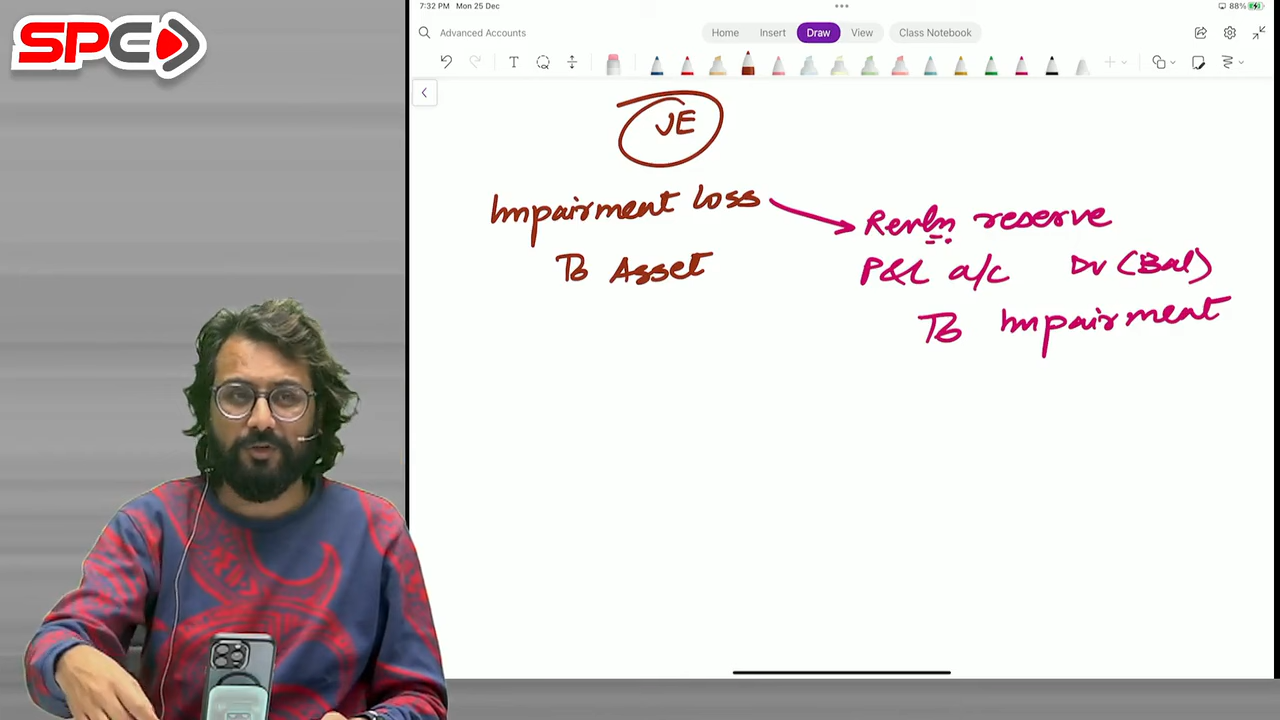 SPED
7:32 PM Mon 25 Dec
88%
Advanced Accounts
Home Insert Draw View Class Notebook
JE
Impairment Loss
To Asset
Revln reserve
P&L a/c Dr (Bal)
To Impairment